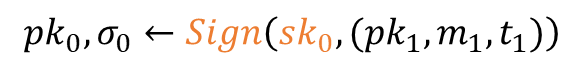 pk₀, σ₀ ← Sign(sk₀, (pk₁, m₁, t₁))